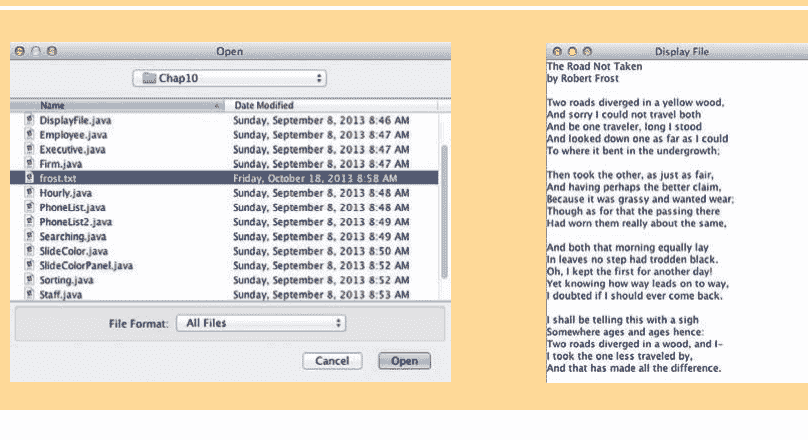 Open
Chap10
Name Date Modified
DisplayFile.java Sunday, September 8, 2013 8:46 AM
Employee.java Sunday, September 8, 2013 8:47 AM
Executive.java Sunday, September 8, 2013 8:47 AM
Firm.java Sunday, September 8, 2013 8:47 AM
frost.txt Friday, October 18, 2013 8:58 AM
Hourly.java Sunday, September 8, 2013 8:48 AM
PhoneList.java Sunday, September 8, 2013 8:48 AM
PhoneList2.java Sunday, September 8, 2013 8:49 AM
Searching.java Sunday, September 8, 2013 8:49 AM
SlideColor.java Sunday, September 8, 2013 8:50 AM
SlideColorPanel.java Sunday, September 8, 2013 8:52 AM
Sorting.java Sunday, September 8, 2013 8:52 AM
Staff.java Sunday, September 8, 2013 8:53 AM
File Format: All Files
Cancel Open
Display File
The Road Not Taken
by Robert Frost
Two roads diverged in a yellow wood,
And sorry I could not travel both
And be one traveler, long I stood
And looked down one as far as I could
To where it bent in the undergrowth;
Then took the other, as just as fair,
And having perhaps the better claim,
Because it was grassy and wanted wear;
Though as for that the passing there
Had worn them really about the same,
And both that morning equally lay
In leaves no step had trodden black.
Oh, I kept the first for another day!
Yet knowing how way leads on to way,
I doubted if I should ever come back.
I shall be telling this with a sigh
Somewhere ages and ages hence:
Two roads diverged in a wood, and I-
I took the one less traveled by,
And that has made all the difference.